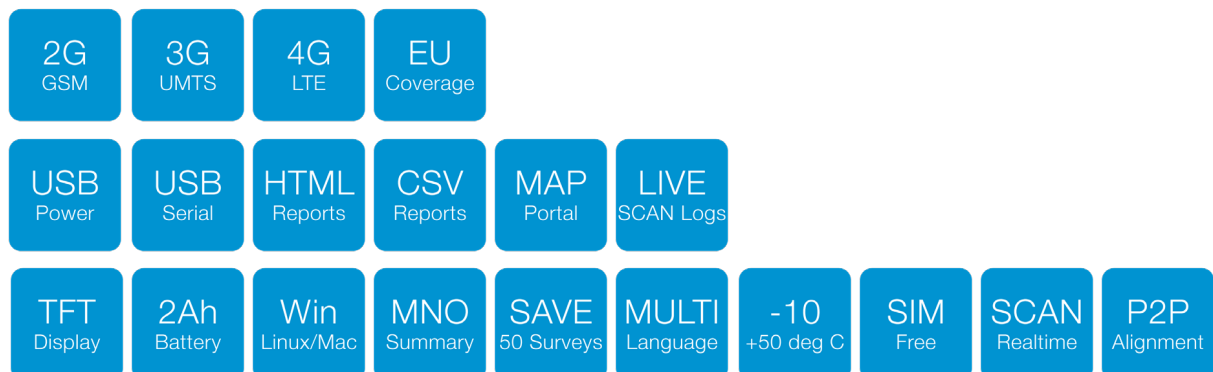 2G
GSM
3G
UMTS
4G
LTE
EU
Coverage
USB
Power
USB
Serial
HTML
Reports
CSV
Reports
MAP
Portal
LIVE
SCAN Logs
TFT
Display
2Ah
Battery
Win
Linux/Mac
MNO
Summary
SAVE
50 Surveys
MULTI
Language
-10
+50 deg C
SIM
Free
SCAN
Realtime
P2P
Alignment